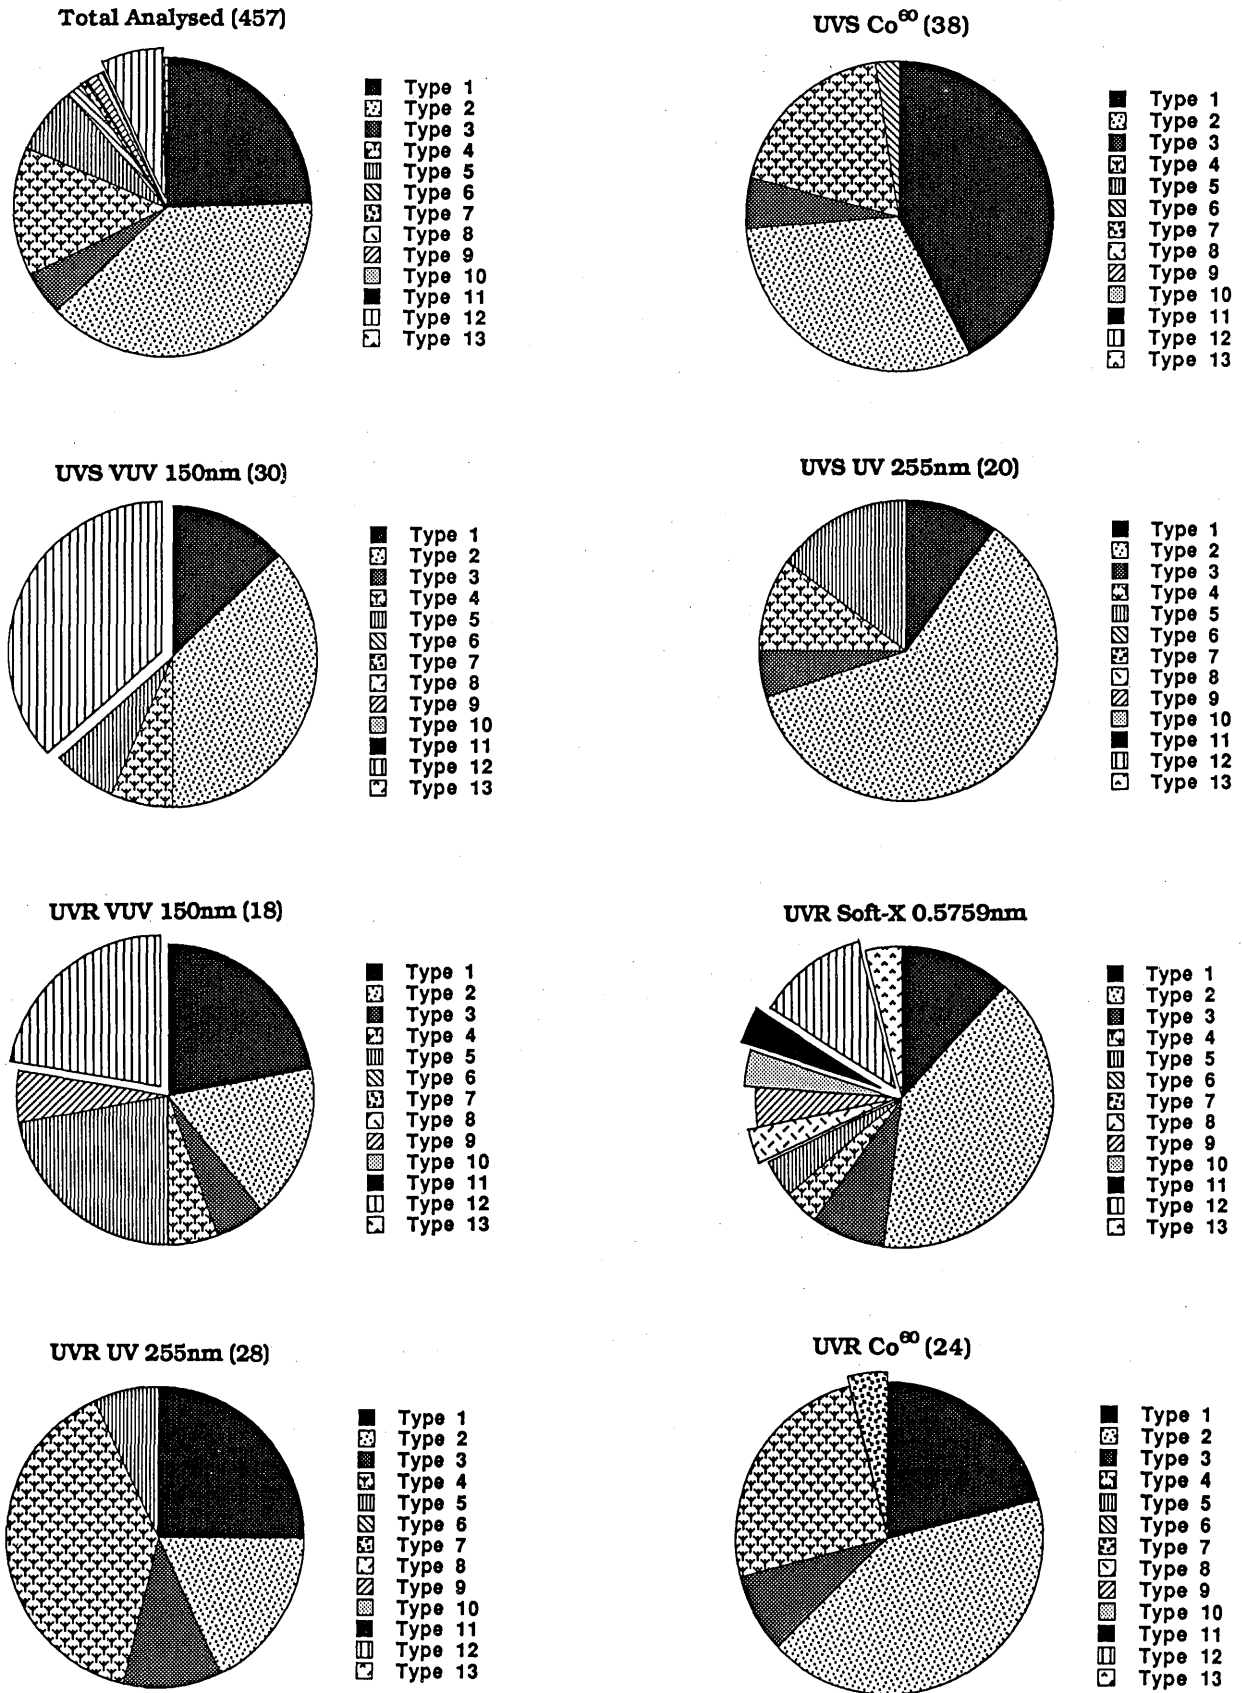 Total Analysed (457)
Type 1
Type 2
Type 3
Type 4
Type 5
Type 6
Type 7
Type 8
Type 9
Type 10
Type 11
Type 12
Type 13
UVS Co⁶⁰ (38)
Type 1
Type 2
Type 3
Type 4
Type 5
Type 6
Type 7
Type 8
Type 9
Type 10
Type 11
Type 12
Type 13
UVS VUV 150nm (30)
Type 1
Type 2
Type 3
Type 4
Type 5
Type 6
Type 7
Type 8
Type 9
Type 10
Type 11
Type 12
Type 13
UVS UV 255nm (20)
Type 1
Type 2
Type 3
Type 4
Type 5
Type 6
Type 7
Type 8
Type 9
Type 10
Type 11
Type 12
Type 13
UVR VUV 150nm (18)
Type 1
Type 2
Type 3
Type 4
Type 5
Type 6
Type 7
Type 8
Type 9
Type 10
Type 11
Type 12
Type 13
UVR Soft-X 0.5759nm
Type 1
Type 2
Type 3
Type 4
Type 5
Type 6
Type 7
Type 8
Type 9
Type 10
Type 11
Type 12
Type 13
UVR UV 255nm (28)
Type 1
Type 2
Type 3
Type 4
Type 5
Type 6
Type 7
Type 8
Type 9
Type 10
Type 11
Type 12
Type 13
UVR Co⁶⁰ (24)
Type 1
Type 2
Type 3
Type 4
Type 5
Type 6
Type 7
Type 8
Type 9
Type 10
Type 11
Type 12
Type 13